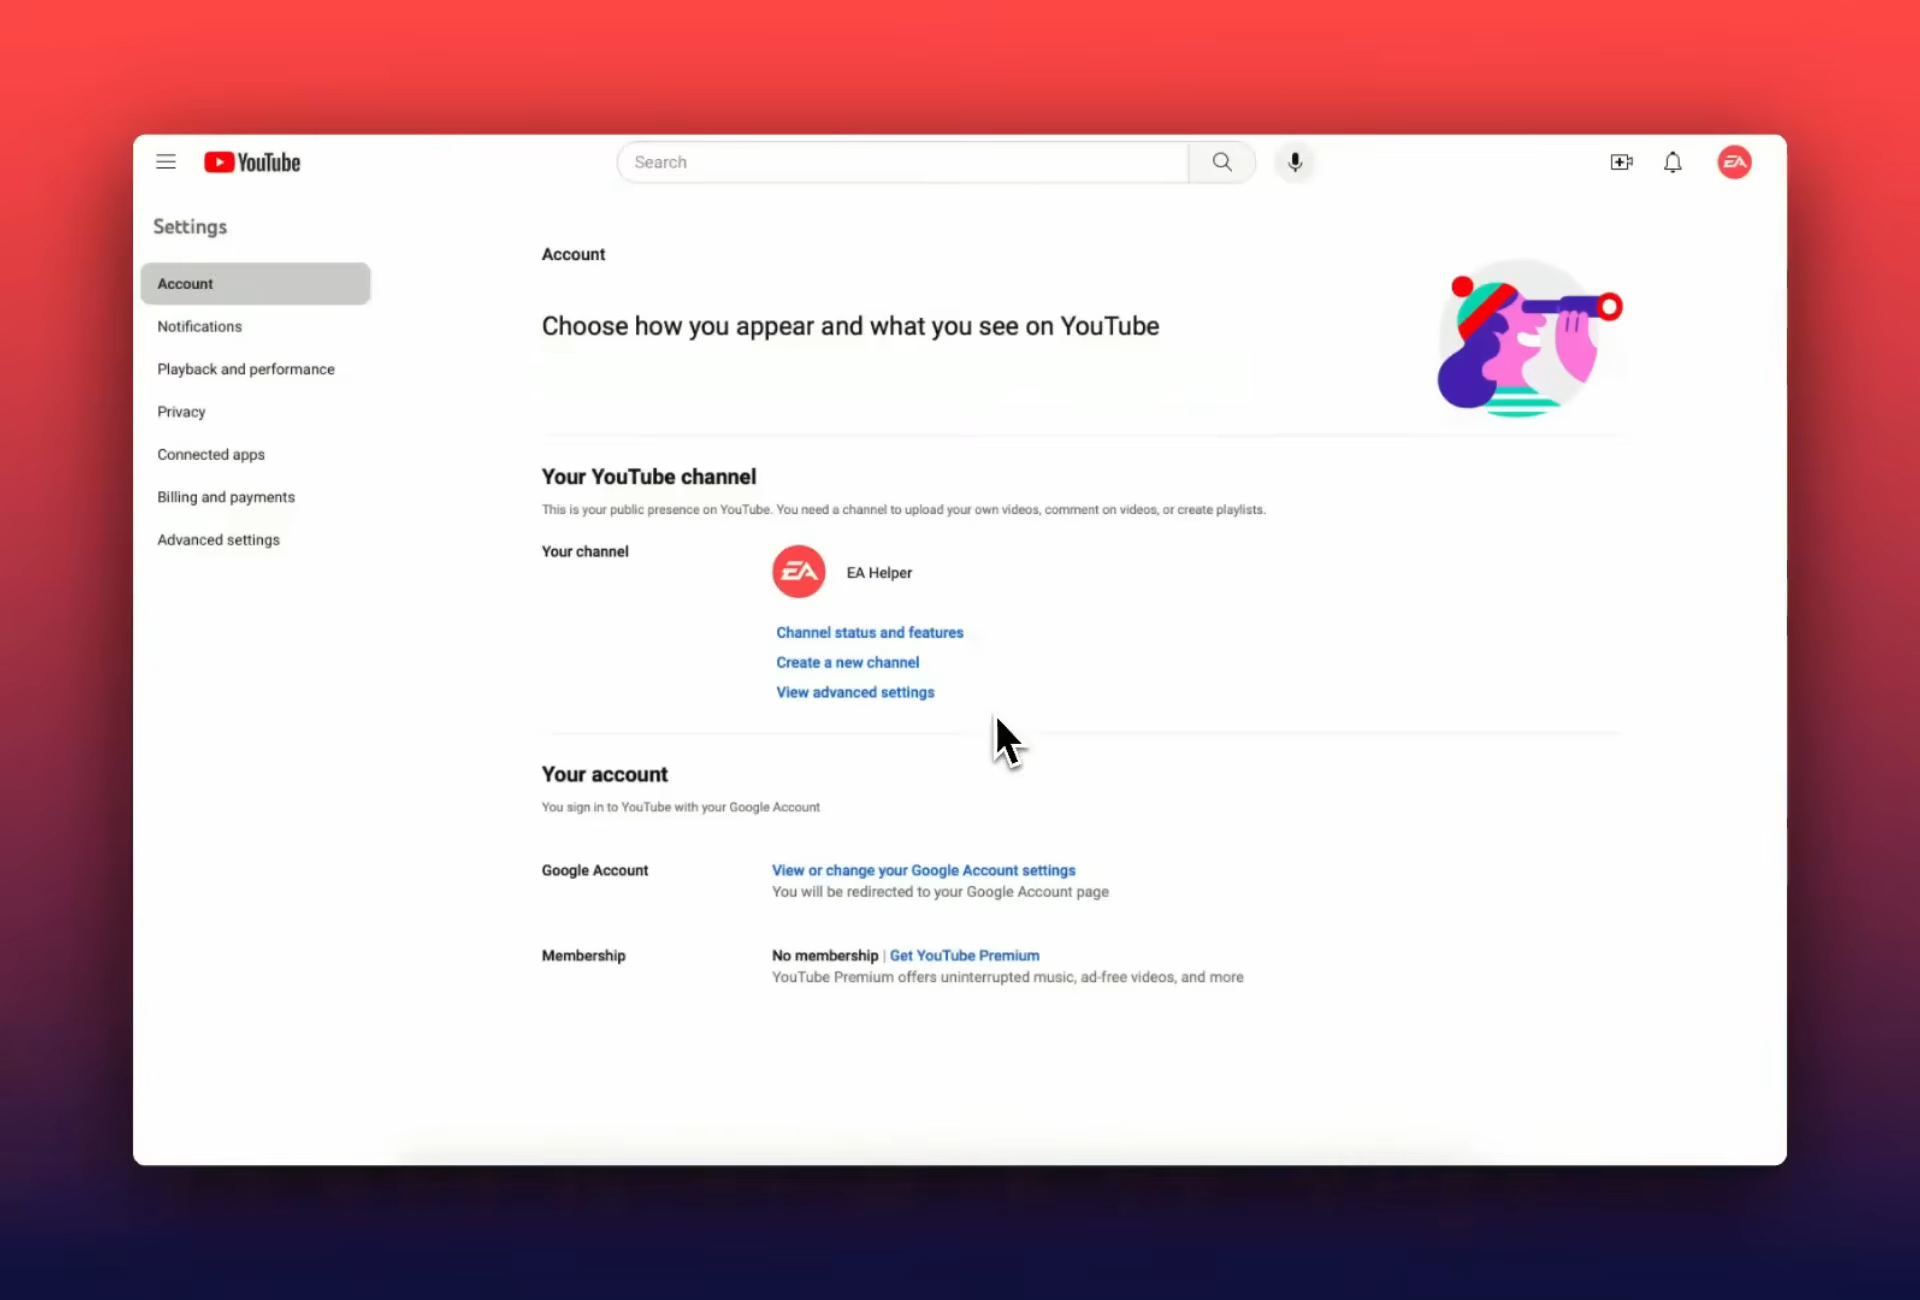 YouTube
Search
EA
Settings
Account
Notifications
Playback and performance
Privacy
Connected apps
Billing and payments
Advanced settings
Account
Choose how you appear and what you see on YouTube
Your YouTube channel
This is your public presence on YouTube. You need a channel to upload your own videos, comment on videos, or create playlists.
Your channel
EA
EA Helper
Channel status and features
Create a new channel
View advanced settings
Your account
You sign in to YouTube with your Google Account
Google Account
View or change your Google Account settings
You will be redirected to your Google Account page
Membership
No membership | Get YouTube Premium
YouTube Premium offers uninterrupted music, ad-free videos, and more